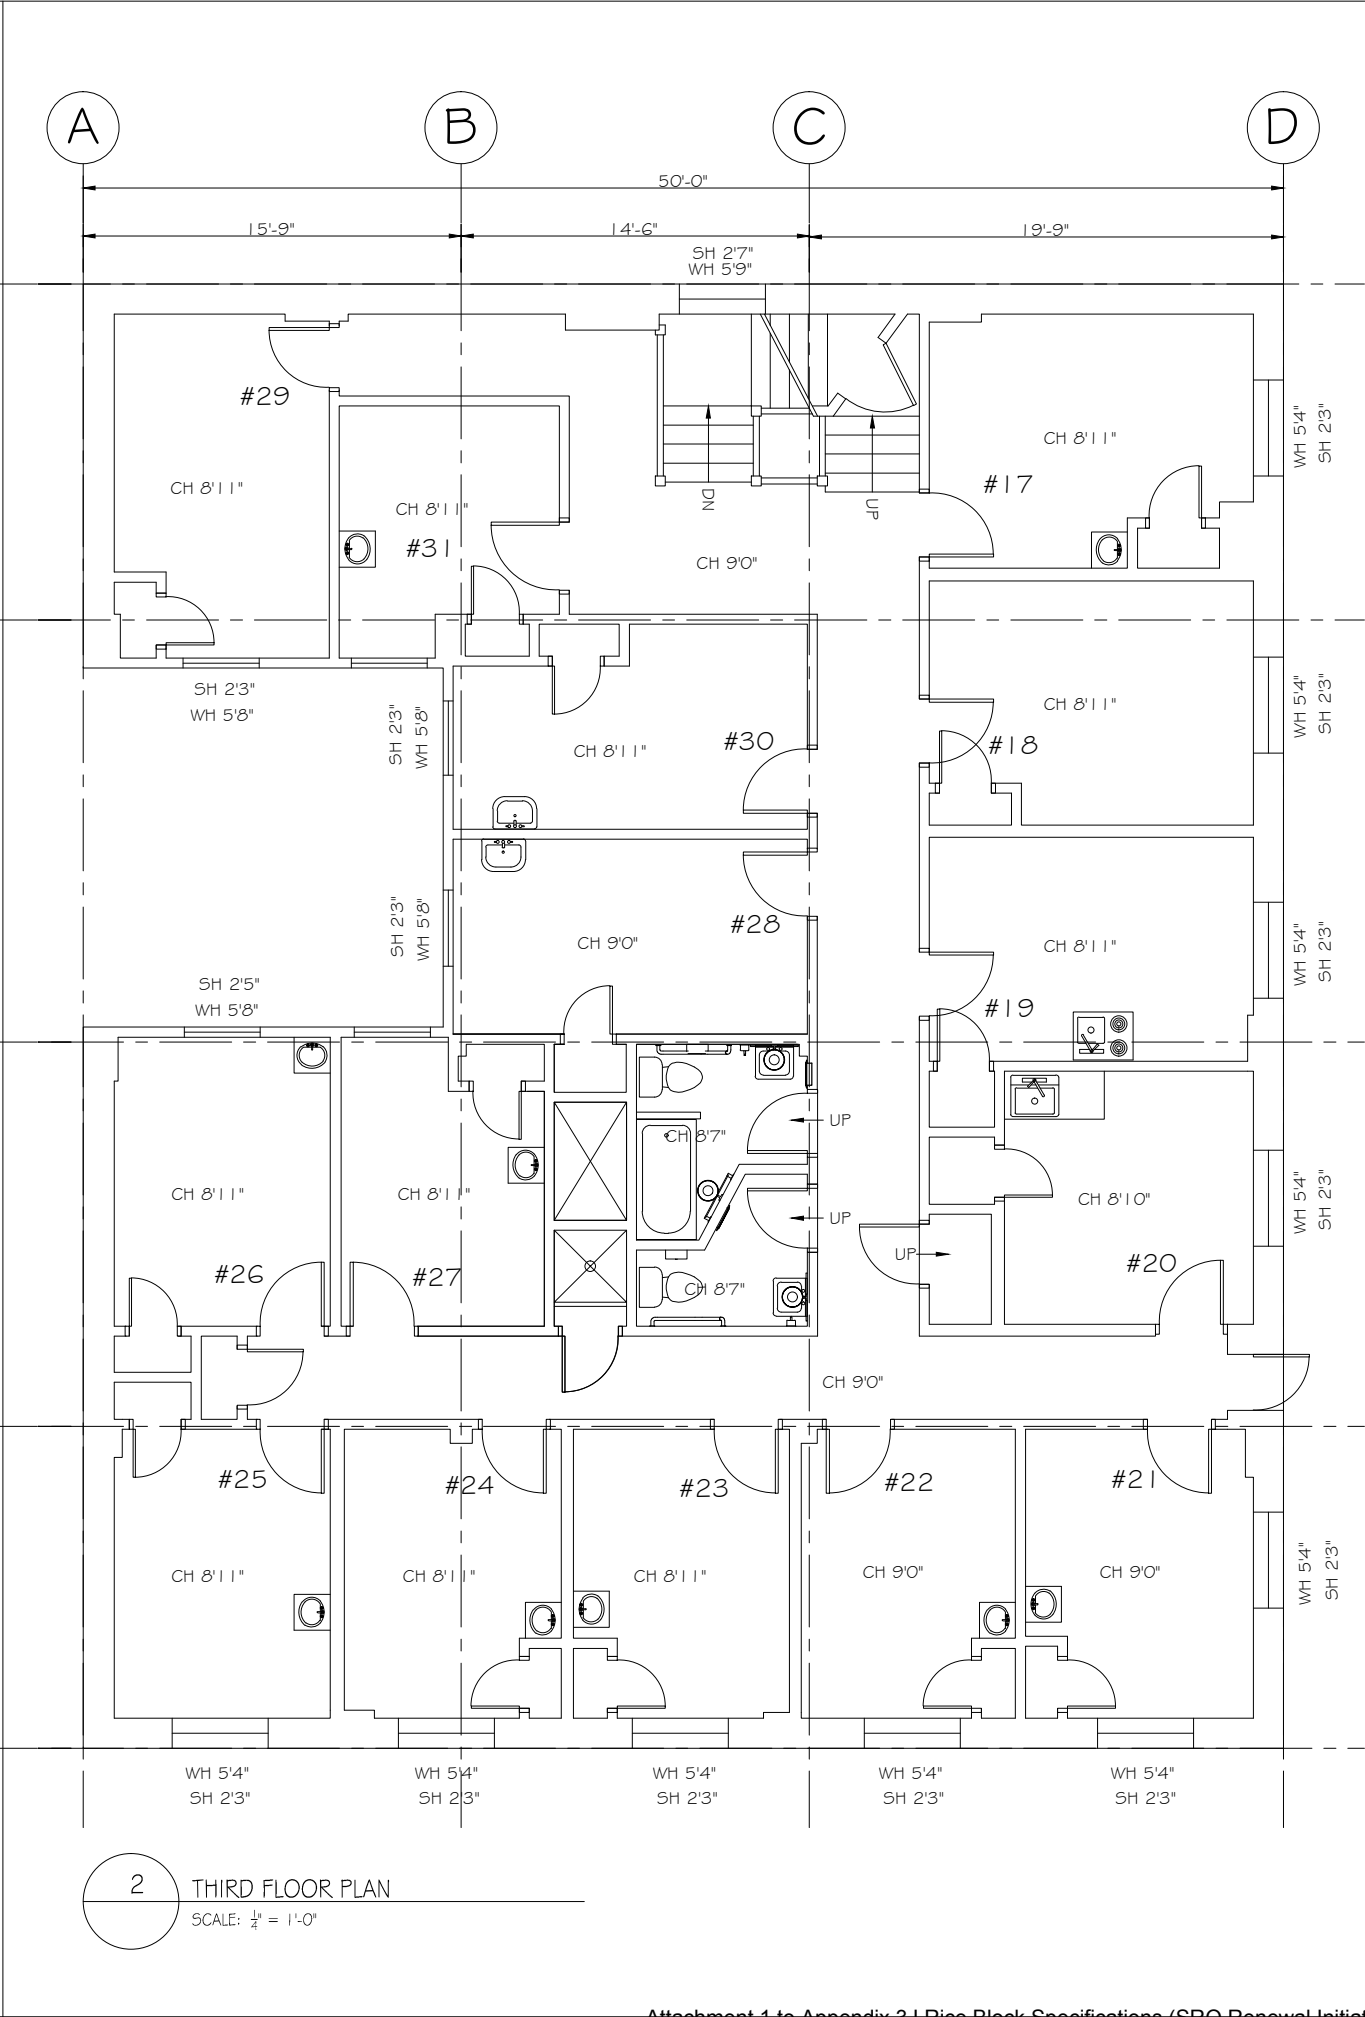 A B C D
50'-0"
15'-9" 14'-6" 19'-9"
SH 2'7"
WH 5'9"
#29
CH 8'11"
CH 8'11"
#31
DN
UP
CH 9'0"
CH 8'11"
#17
WH 5'4"
SH 2'3"
SH 2'3"
WH 5'8"
SH 2'3"
WH 5'8"
CH 8'11"
#30
CH 8'11"
#18
WH 5'4"
SH 2'3"
SH 2'3"
WH 5'8"
CH 9'0"
#28
CH 8'11"
#19
WH 5'4"
SH 2'3"
SH 2'5"
WH 5'8"
CH 8'7"
UP
CH 8'11"
#26
CH 8'11"
#27
UP
CH 8'7"
UP
CH 8'10"
#20
WH 5'4"
SH 2'3"
CH 9'0"
#25
CH 8'11"
#24
CH 8'11"
#23
CH 8'11"
#22
CH 9'0"
#21
CH 9'0"
WH 5'4"
SH 2'3"
WH 5'4"
SH 2'3"
WH 5'4"
SH 2'3"
WH 5'4"
SH 2'3"
WH 5'4"
SH 2'3"
WH 5'4"
SH 2'3"
2
THIRD FLOOR PLAN
SCALE: ¼" = 1'-0"
Attachment 1 to Appendix 3 | Rice Block Specifications (SRO Renewal